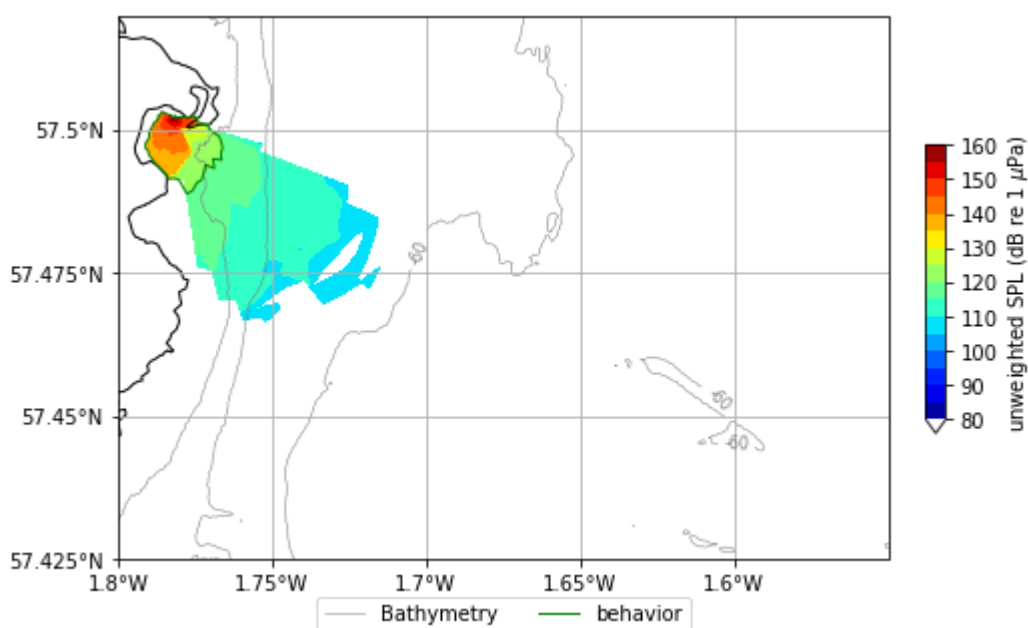 57.5°N
57.475°N
57.45°N
57.425°N
1.8°W 1.75°W 1.7°W 1.65°W 1.6°W
-60
-60
-60
160
150
140
130
120
110
100
90
80
unweighted SPL (dB re 1 μPa)
Bathymetry behavior